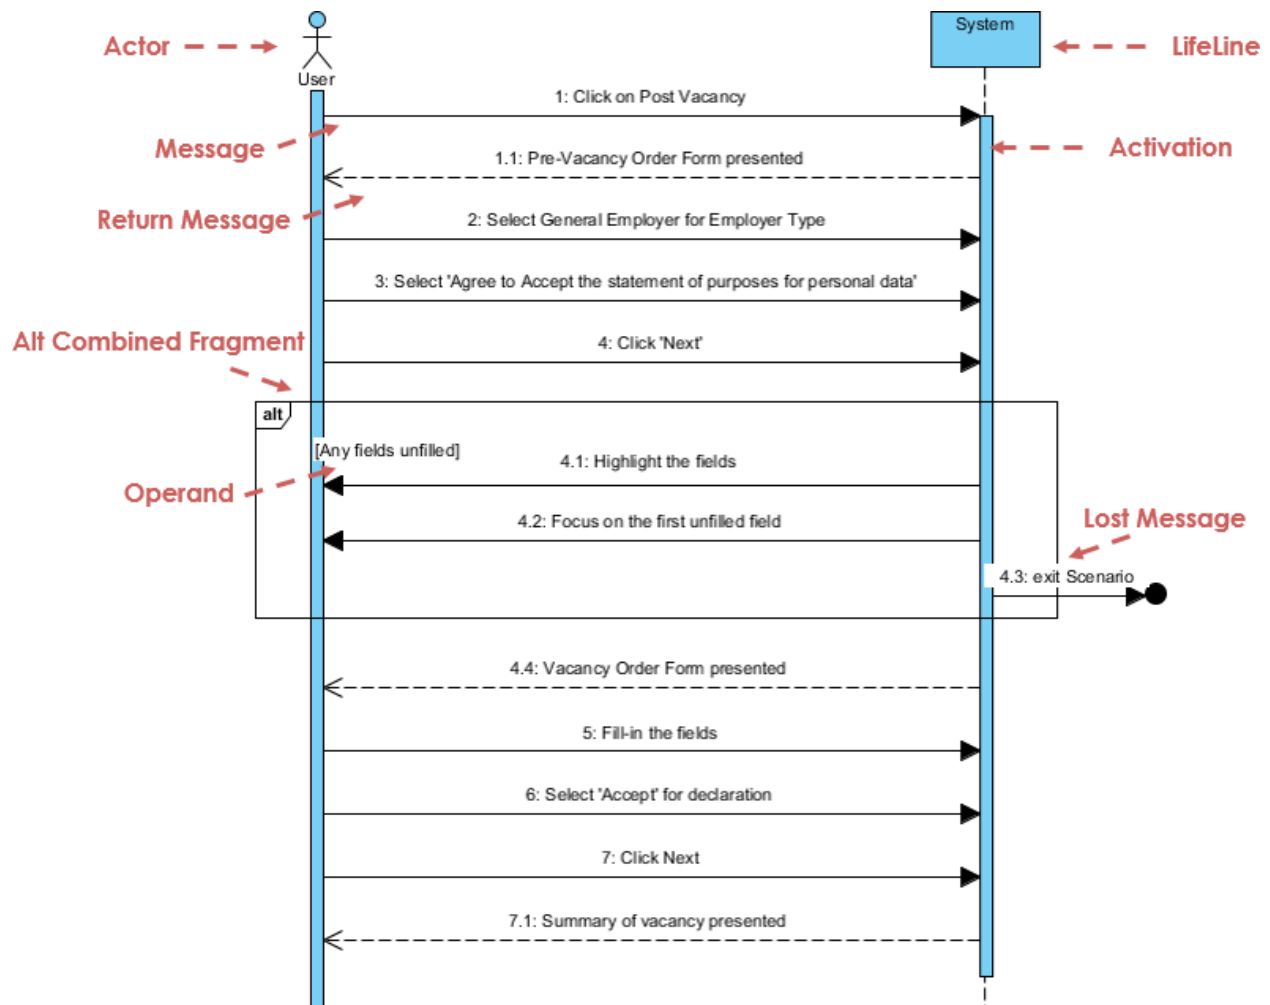 System
Actor
LifeLine
User
1: Click on Post Vacancy
Message
Activation
1.1: Pre-Vacancy Order Form presented
Return Message
2: Select General Employer for Employer Type
3: Select 'Agree to Accept the statement of purposes for personal data'
Alt Combined Fragment
4: Click 'Next'
alt
[Any fields unfilled]
4.1: Highlight the fields
Operand
4.2: Focus on the first unfilled field
Lost Message
4.3: exit Scenario
4.4: Vacancy Order Form presented
5: Fill-in the fields
6: Select 'Accept' for declaration
7: Click Next
7.1: Summary of vacancy presented